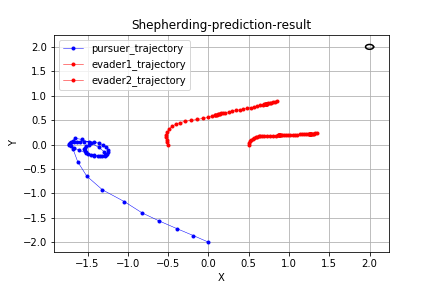 Shepherding-prediction-result
pursuer_trajectory
evader1_trajectory
evader2_trajectory
Y
2.0
1.5
1.0
0.5
0.0
−0.5
−1.0
−1.5
−2.0
−1.5 −1.0 −0.5 0.0 0.5 1.0 1.5 2.0
X